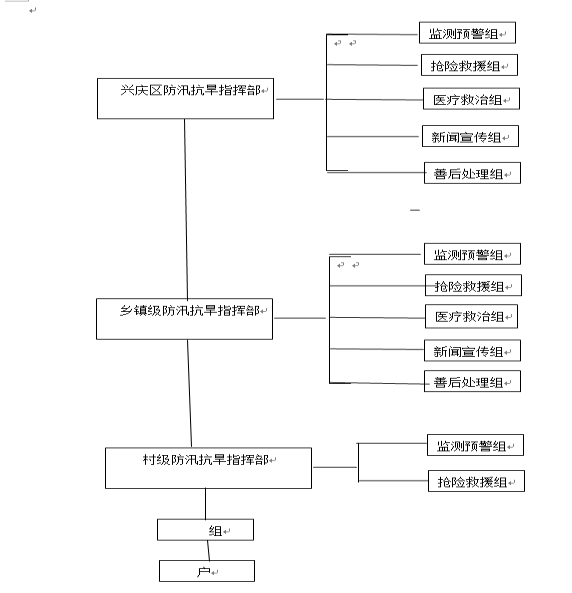 监测预警组
抢险救援组
兴庆区防汛抗旱指挥部
医疗救治组
新闻宣传组
善后处理组
监测预警组
抢险救援组
乡镇级防汛抗旱指挥部
医疗救治组
新闻宣传组
善后处理组
监测预警组
村级防汛抗旱指挥部
抢险救援组
组
户